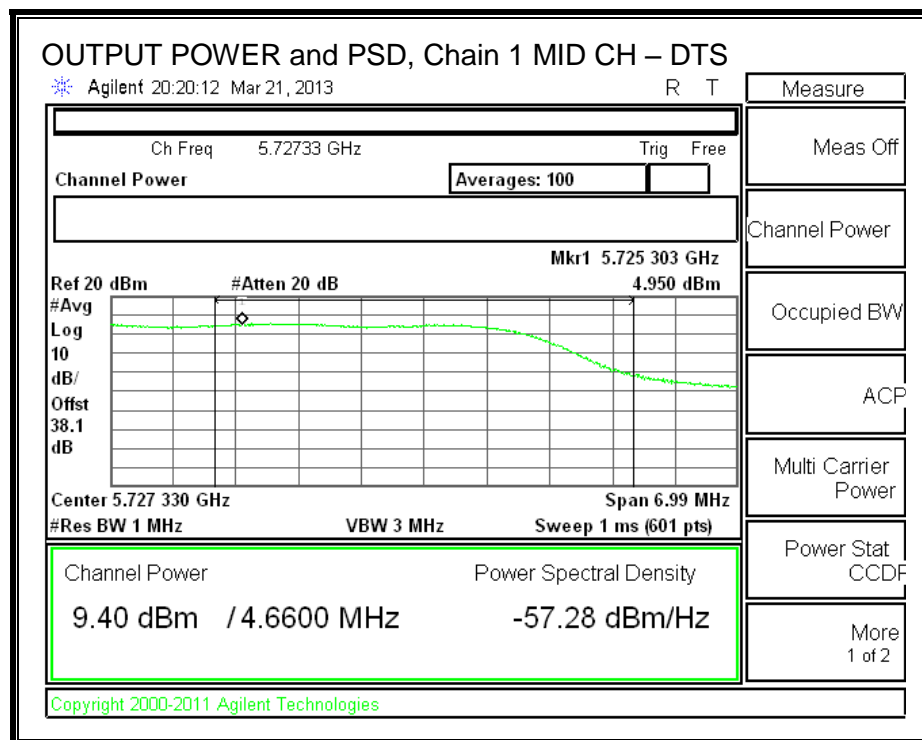 OUTPUT POWER and PSD, Chain 1 MID CH – DTS
Agilent 20:20:12 Mar 21, 2013 R T
Measure
Ch Freq 5.72733 GHz Trig Free
Channel Power Averages: 100
Mkr1 5.725 303 GHz
Ref 20 dBm #Atten 20 dB 4.950 dBm
#Avg
Log
10
dB/
Offst
38.1
dB
Center 5.727 330 GHz Span 6.99 MHz
#Res BW 1 MHz VBW 3 MHz Sweep 1 ms (601 pts)
Channel Power Power Spectral Density
9.40 dBm / 4.6600 MHz -57.28 dBm/Hz
Meas Off
Channel Power
Occupied BW
ACP
Multi Carrier
Power
Power Stat
CCDF
More
1 of 2
Copyright 2000-2011 Agilent Technologies